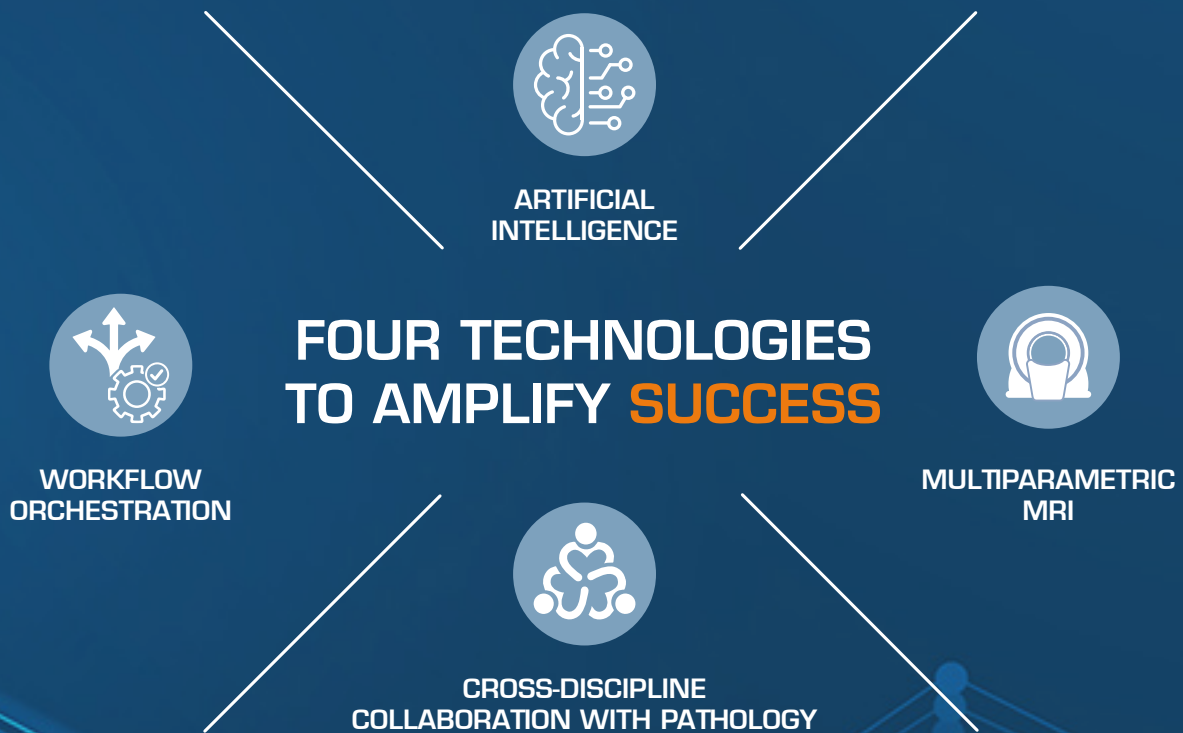 ARTIFICIAL
INTELLIGENCE
FOUR TECHNOLOGIES
TO AMPLIFY SUCCESS
WORKFLOW
ORCHESTRATION
MULTIPARAMETRIC
MRI
CROSS-DISCIPLINE
COLLABORATION WITH PATHOLOGY